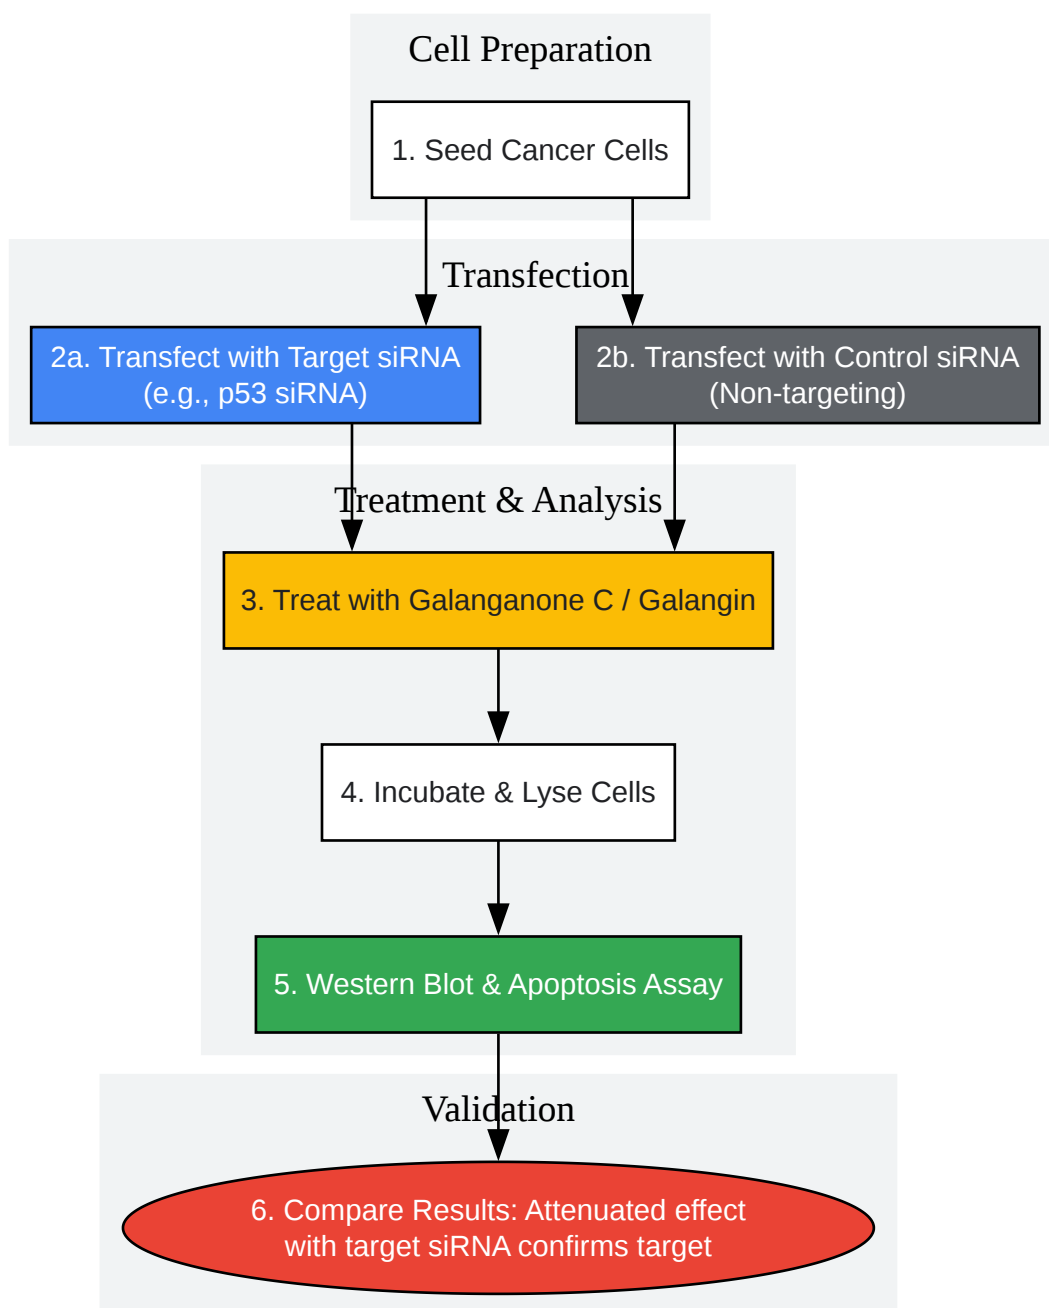 Cell Preparation
1. Seed Cancer Cells
Transfection
2a. Transfect with Target siRNA
(e.g., p53 siRNA)
2b. Transfect with Control siRNA
(Non-targeting)
Treatment & Analysis
3. Treat with Galanganone C / Galangin
4. Incubate & Lyse Cells
5. Western Blot & Apoptosis Assay
Validation
6. Compare Results: Attenuated effect
with target siRNA confirms target